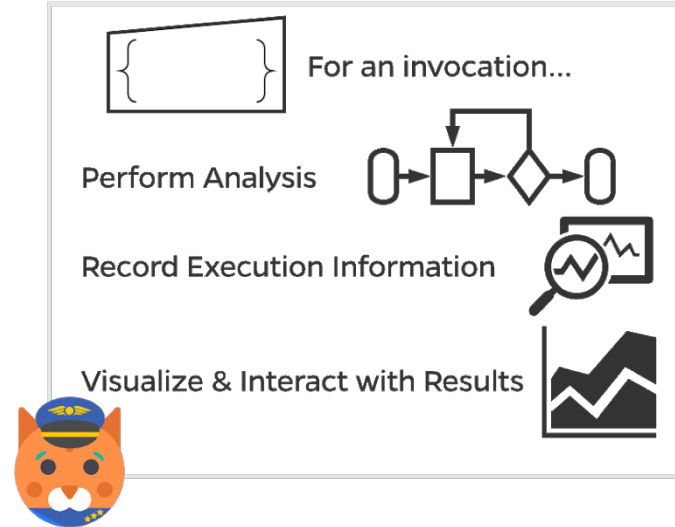 For an invocation...
Perform Analysis
Record Execution Information
Visualize & Interact with Results